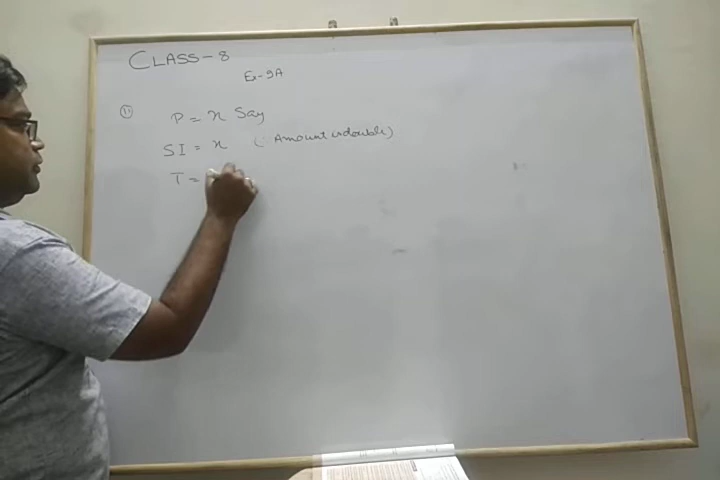 CLASS-8
Ex-9A
11
P = x Say
SI = x (∵ Amount is double)
T =